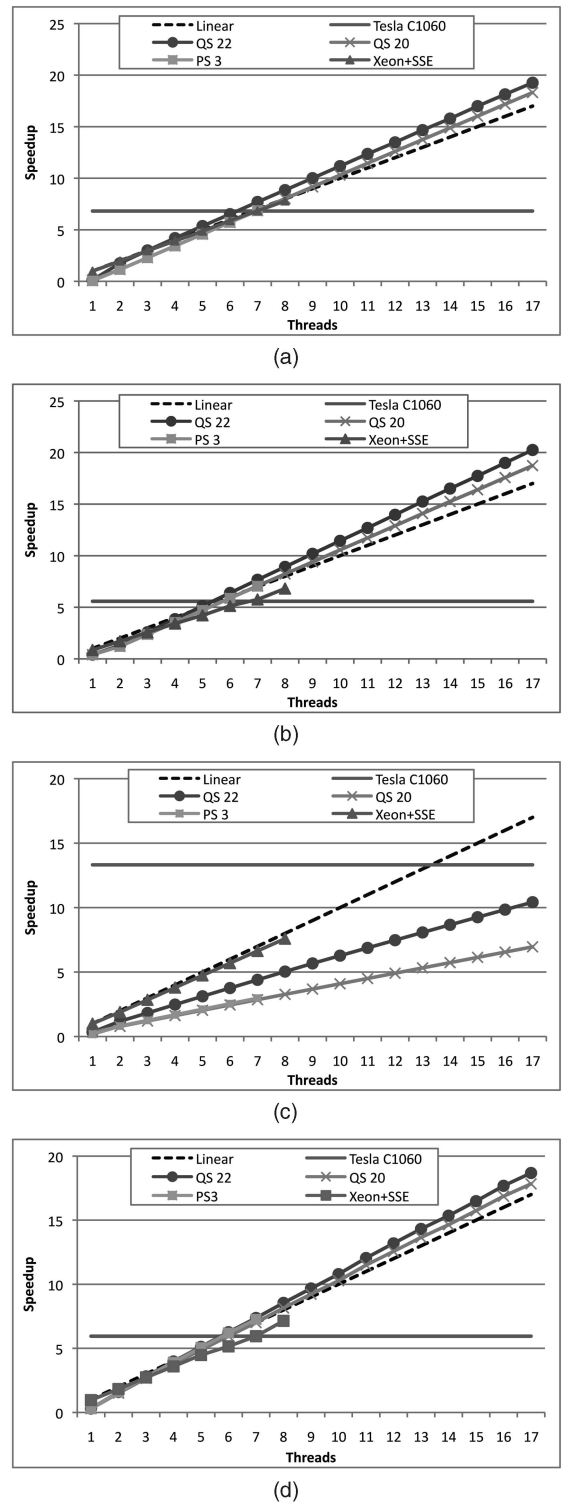 Linear Tesla C1060
QS 22 QS 20
PS 3 Xeon+SSE
25
20
15
10
5
0
Speedup
1 2 3 4 5 6 7 8 9 10 11 12 13 14 15 16 17
Threads
(a)
Linear Tesla C1060
QS 22 QS 20
PS 3 Xeon+SSE
25
20
15
10
5
0
Speedup
1 2 3 4 5 6 7 8 9 10 11 12 13 14 15 16 17
Threads
(b)
Linear Tesla C1060
QS 22 QS 20
PS 3 Xeon+SSE
20
15
10
5
0
Speedup
1 2 3 4 5 6 7 8 9 10 11 12 13 14 15 16 17
Threads
(c)
Linear Tesla C1060
QS 22 QS 20
PS3 Xeon+SSE
20
15
10
5
0
Speedup
1 2 3 4 5 6 7 8 9 10 11 12 13 14 15 16 17
Threads
(d)